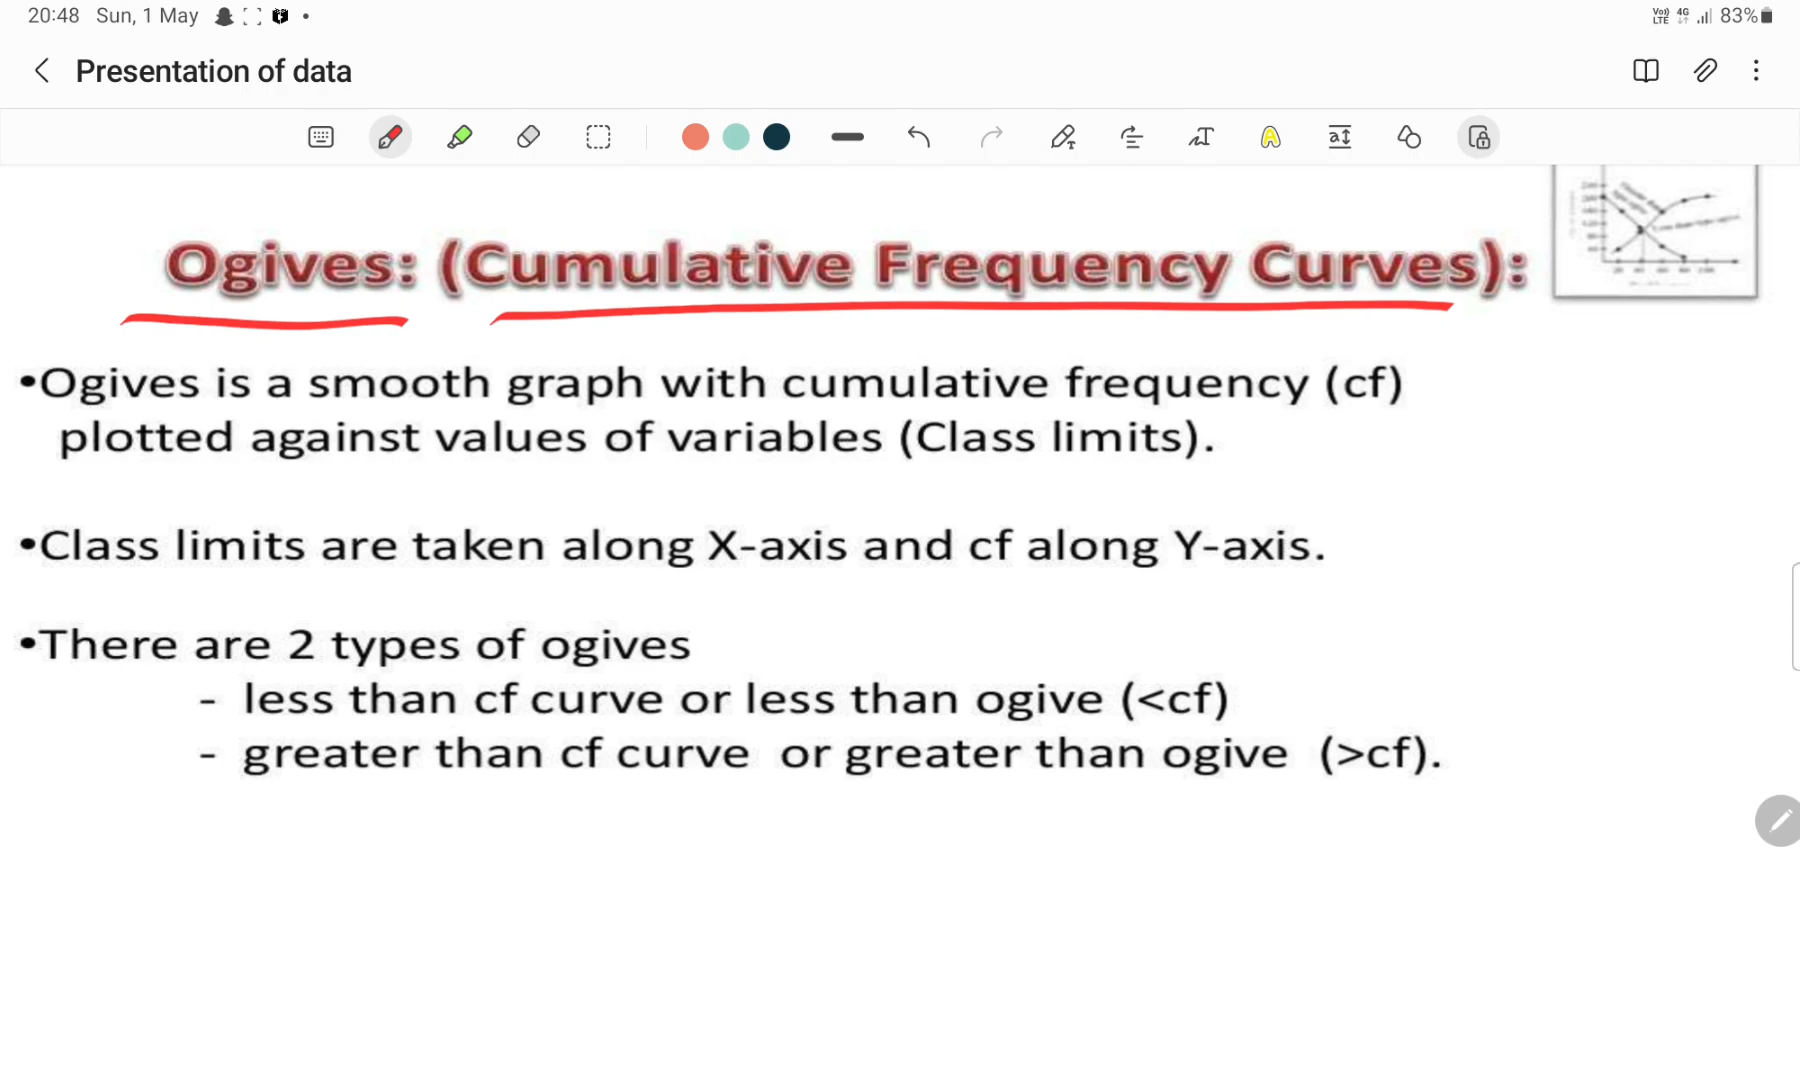 20:48 Sun, 1 May
Vo)) LTE 4G 83%
Presentation of data
Ogives: (Cumulative Frequency Curves):
•Ogives is a smooth graph with cumulative frequency (cf)
plotted against values of variables (Class limits).
•Class limits are taken along X-axis and cf along Y-axis.
•There are 2 types of ogives
- less than cf curve or less than ogive (<cf)
- greater than cf curve or greater than ogive (>cf).